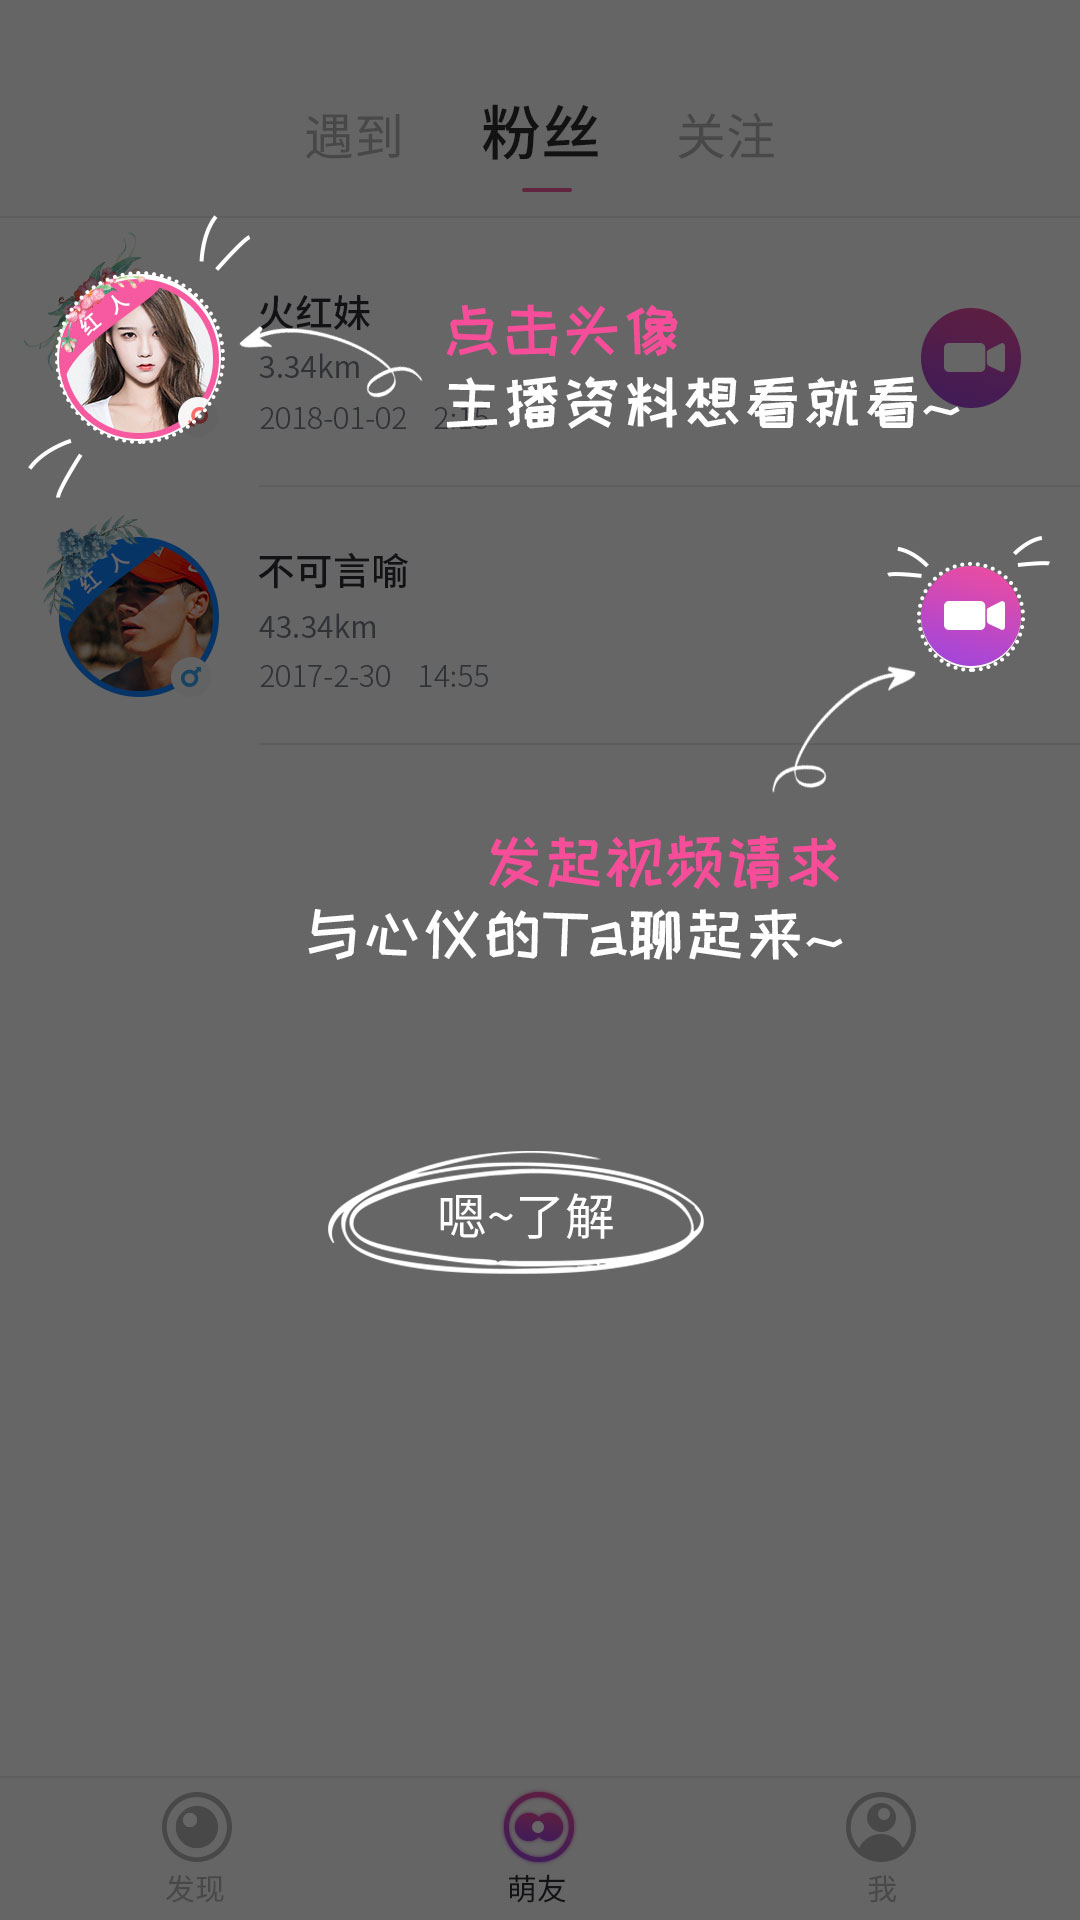 遇到 粉丝 关注
红人
火红妹
点击头像
3.34km
主播资料想看就看~
2018-01-02 2:15
红人
不可言喻
43.34km
2017-2-30 14:55
发起视频请求
与心仪的Ta聊起来~
嗯~了解
发现 萌友 我